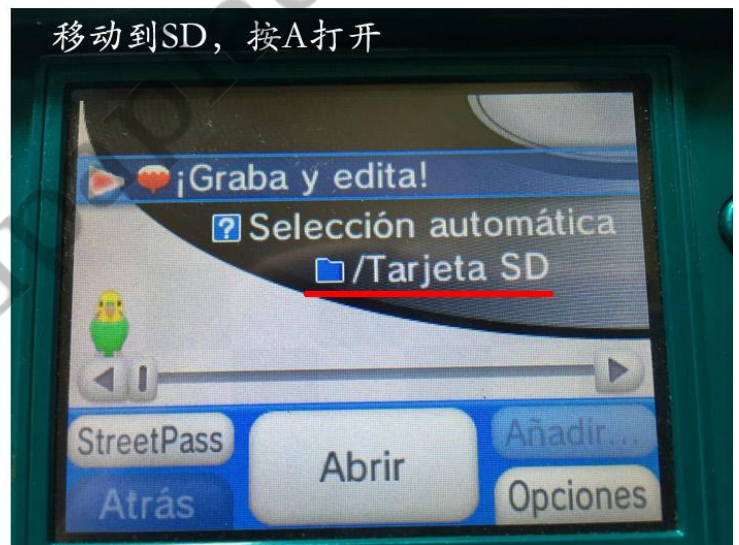 移动到SD，按A打开
¡Graba y edita!
? Selección automática
/Tarjeta SD
StreetPass
Abrir
Añadir...
Atrás
Opciones